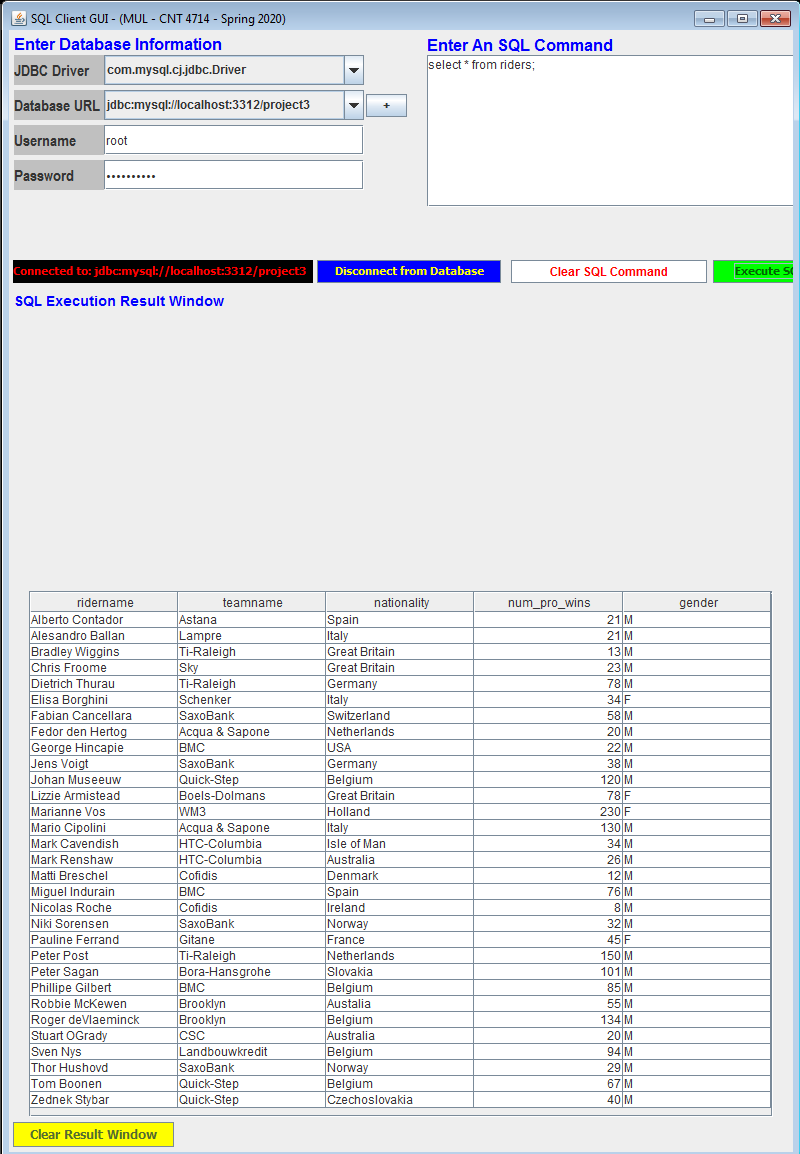 SQL Client GUI - (MUL - CNT 4714 - Spring 2020)
Enter Database Information
JDBC Driver com.mysql.cj.jdbc.Driver
Database URL jdbc:mysql://localhost:3312/project3 +
Username root
Password ••••••••••
Enter An SQL Command
select * from riders;
Connected to: jdbc:mysql://localhost:3312/project3 Disconnect from Database Clear SQL Command Execute SQ
SQL Execution Result Window
ridername teamname nationality num_pro_wins gender
Alberto Contador Astana Spain 21 M
Alesandro Ballan Lampre Italy 21 M
Bradley Wiggins Ti-Raleigh Great Britain 13 M
Chris Froome Sky Great Britain 23 M
Dietrich Thurau Ti-Raleigh Germany 78 M
Elisa Borghini Schenker Italy 34 F
Fabian Cancellara SaxoBank Switzerland 58 M
Fedor den Hertog Acqua & Sapone Netherlands 20 M
George Hincapie BMC USA 22 M
Jens Voigt SaxoBank Germany 38 M
Johan Museeuw Quick-Step Belgium 120 M
Lizzie Armistead Boels-Dolmans Great Britain 78 F
Marianne Vos WM3 Holland 230 F
Mario Cipolini Acqua & Sapone Italy 130 M
Mark Cavendish HTC-Columbia Isle of Man 34 M
Mark Renshaw HTC-Columbia Australia 26 M
Matti Breschel Cofidis Denmark 12 M
Miguel Indurain BMC Spain 76 M
Nicolas Roche Cofidis Ireland 8 M
Niki Sorensen SaxoBank Norway 32 M
Pauline Ferrand Gitane France 45 F
Peter Post Ti-Raleigh Netherlands 150 M
Peter Sagan Bora-Hansgrohe Slovakia 101 M
Phillipe Gilbert BMC Belgium 85 M
Robbie McKewen Brooklyn Austalia 55 M
Roger deVlaeminck Brooklyn Belgium 134 M
Stuart OGrady CSC Australia 20 M
Sven Nys Landbouwkredit Belgium 94 M
Thor Hushovd SaxoBank Norway 29 M
Tom Boonen Quick-Step Belgium 67 M
Zednek Stybar Quick-Step Czechoslovakia 40 M
Clear Result Window